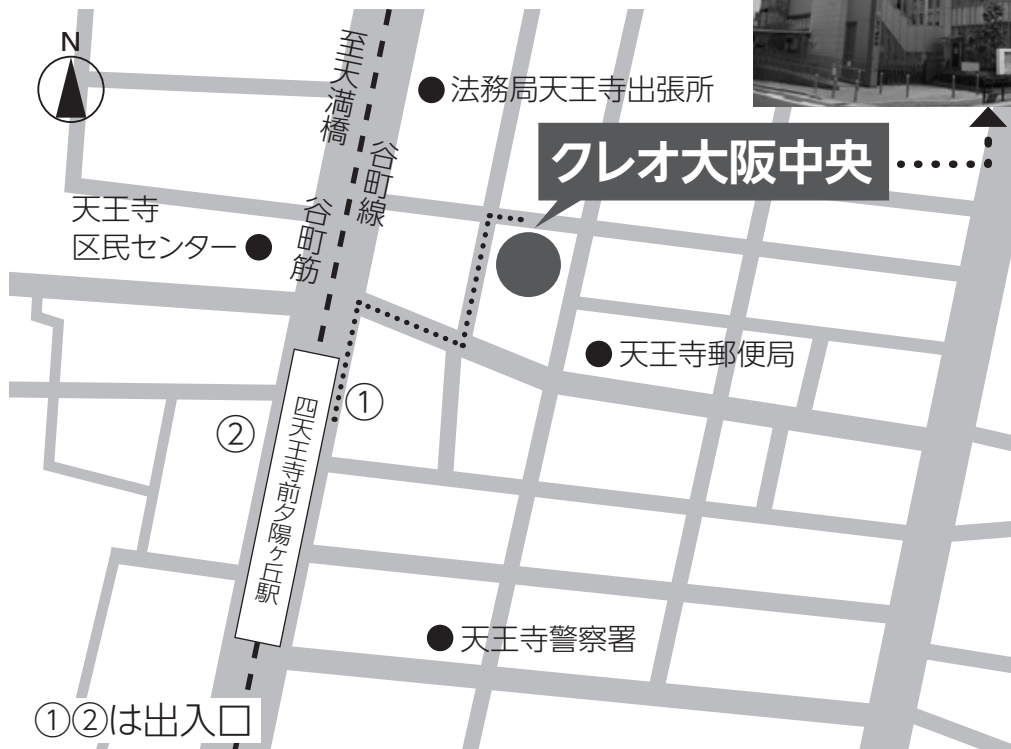 N
至天満橋
谷町線
谷町筋
法務局天王寺出張所
クレオ大阪中央
天王寺
区民センター
天王寺郵便局
①
②
四天王寺前夕陽ヶ丘駅
天王寺警察署
①②は出入口